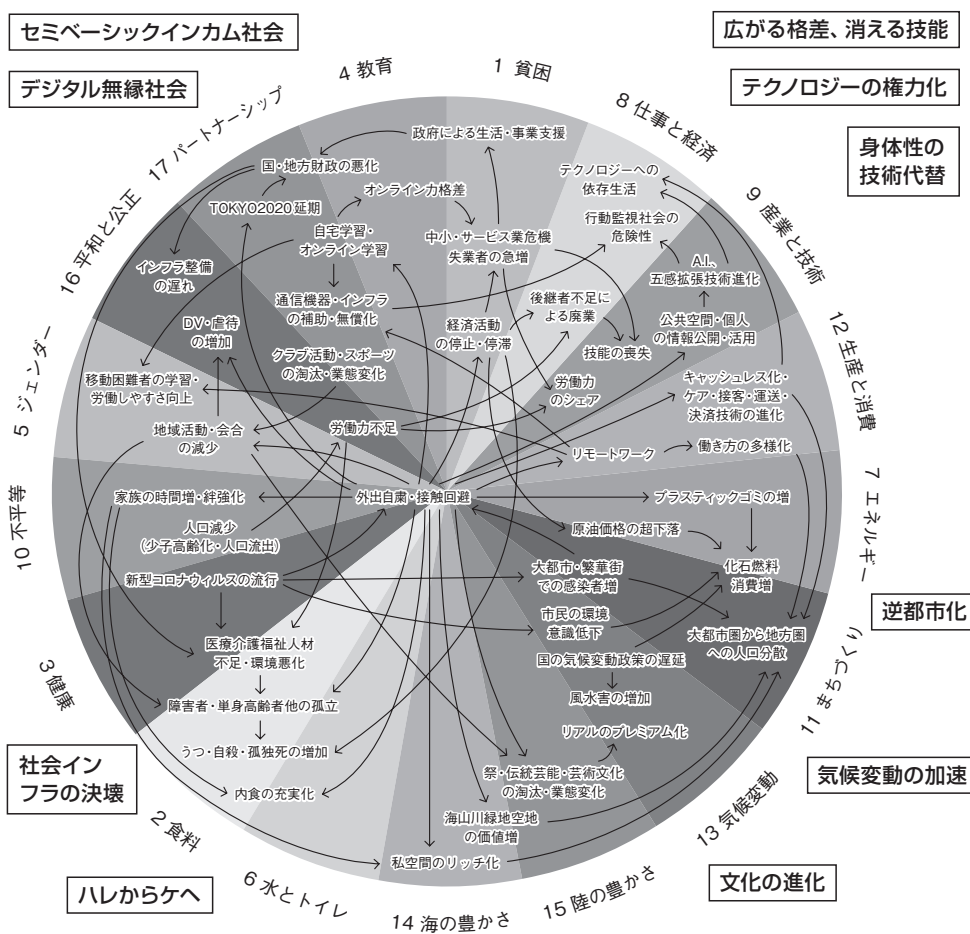 セミベーシックインカム社会
広がる格差、消える技能
デジタル無縁社会
テクノロジーの権力化
身体性の
技術代替
4 教育
1 貧困
17 パートナーシップ
8 仕事と経済
16 平和と公正
9 産業と技術
5 ジェンダー
12 生産と消費
10 不平等
7 エネルギー
3 健康
11 まちづくり
2 食料
13 気候変動
6 水とトイレ
15 陸の豊かさ
14 海の豊かさ
政府による生活・事業支援
国・地方財政の悪化
オンライン力格差
テクノロジーへの
依存生活
TOKYO2020延期
自宅学習・
オンライン学習
中小・サービス業危機
失業者の急増
行動監視社会の
危険性
インフラ整備
の遅れ
A.I.、
五感拡張技術進化
通信機器・インフラ
の補助・無償化
後継者不足に
よる廃業
DV・虐待
の増加
経済活動
の停止・停滞
公共空間・個人
の情報公開・活用
クラブ活動・スポーツ
の淘汰・業態変化
技能の喪失
移動困難者の学習・
労働しやすさ向上
労働力
のシェア
キャッシュレス化・
ケア・接客・運送・
決済技術の進化
地域活動・会合
の減少
労働力不足
リモートワーク
働き方の多様化
家族の時間増・絆強化
外出自粛・接触回避
プラスティックゴミの増
人口減少
(少子高齢化・人口流出)
原油価格の超下落
新型コロナウィルスの流行
大都市・繁華街
での感染者増
化石燃料
消費増
市民の環境
意識低下
大都市圏から地方圏
への人口分散
医療介護福祉人材
不足・環境悪化
国の気候変動政策の遅延
障害者・単身高齢者他の孤立
風水害の増加
うつ・自殺・孤独死の増加
リアルのプレミアム化
祭・伝統芸能・芸術文化
の淘汰・業態変化
内食の充実化
海山川緑地空地
の価値増
私空間のリッチ化
逆都市化
社会イン
フラの決壊
気候変動の加速
ハレからケへ
文化の進化